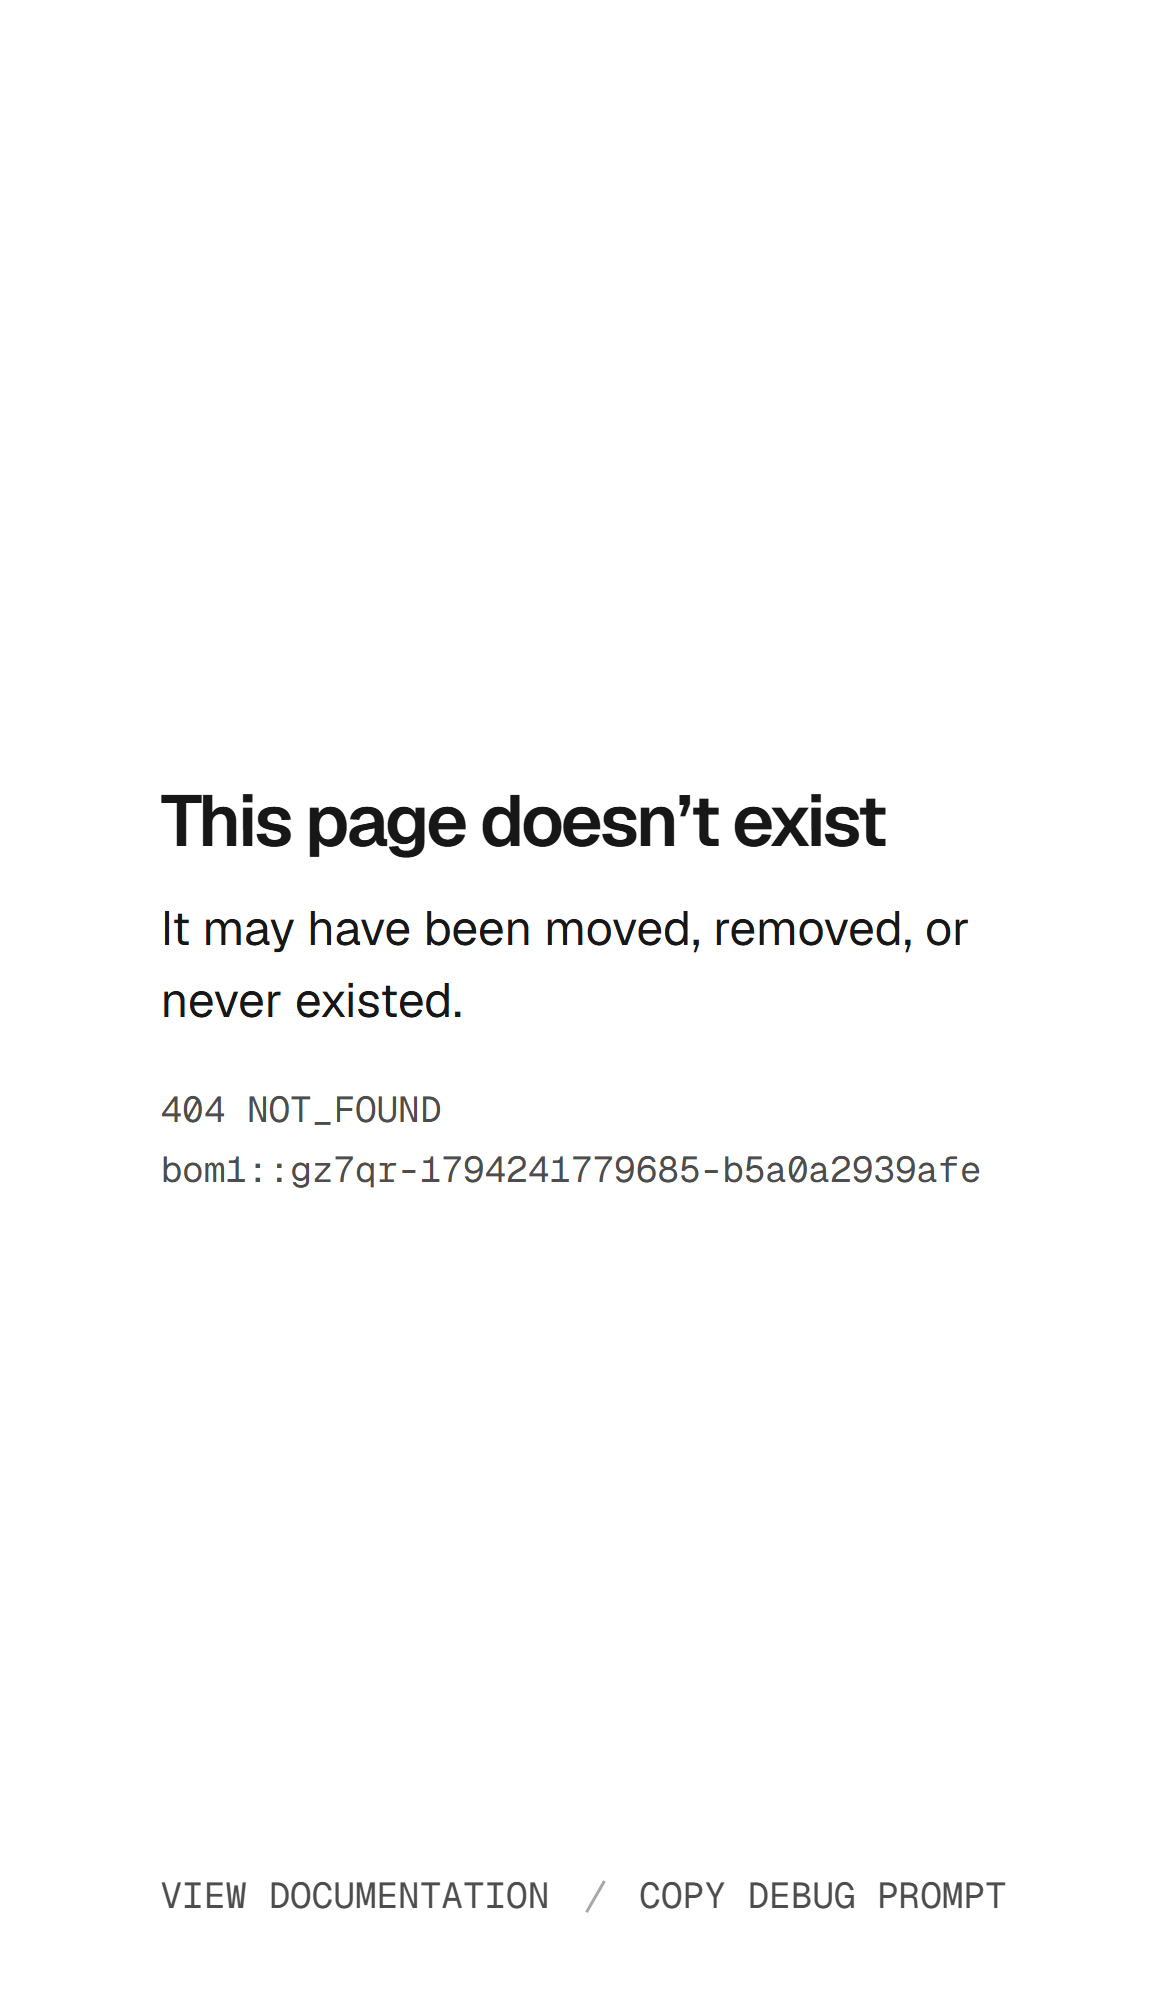 This page doesn’t exist
It may have been moved, removed, or
never existed.
404 NOT_FOUND
bom1::gz7qr-1794241779685-b5a0a2939afe
VIEW DOCUMENTATION / COPY DEBUG PROMPT